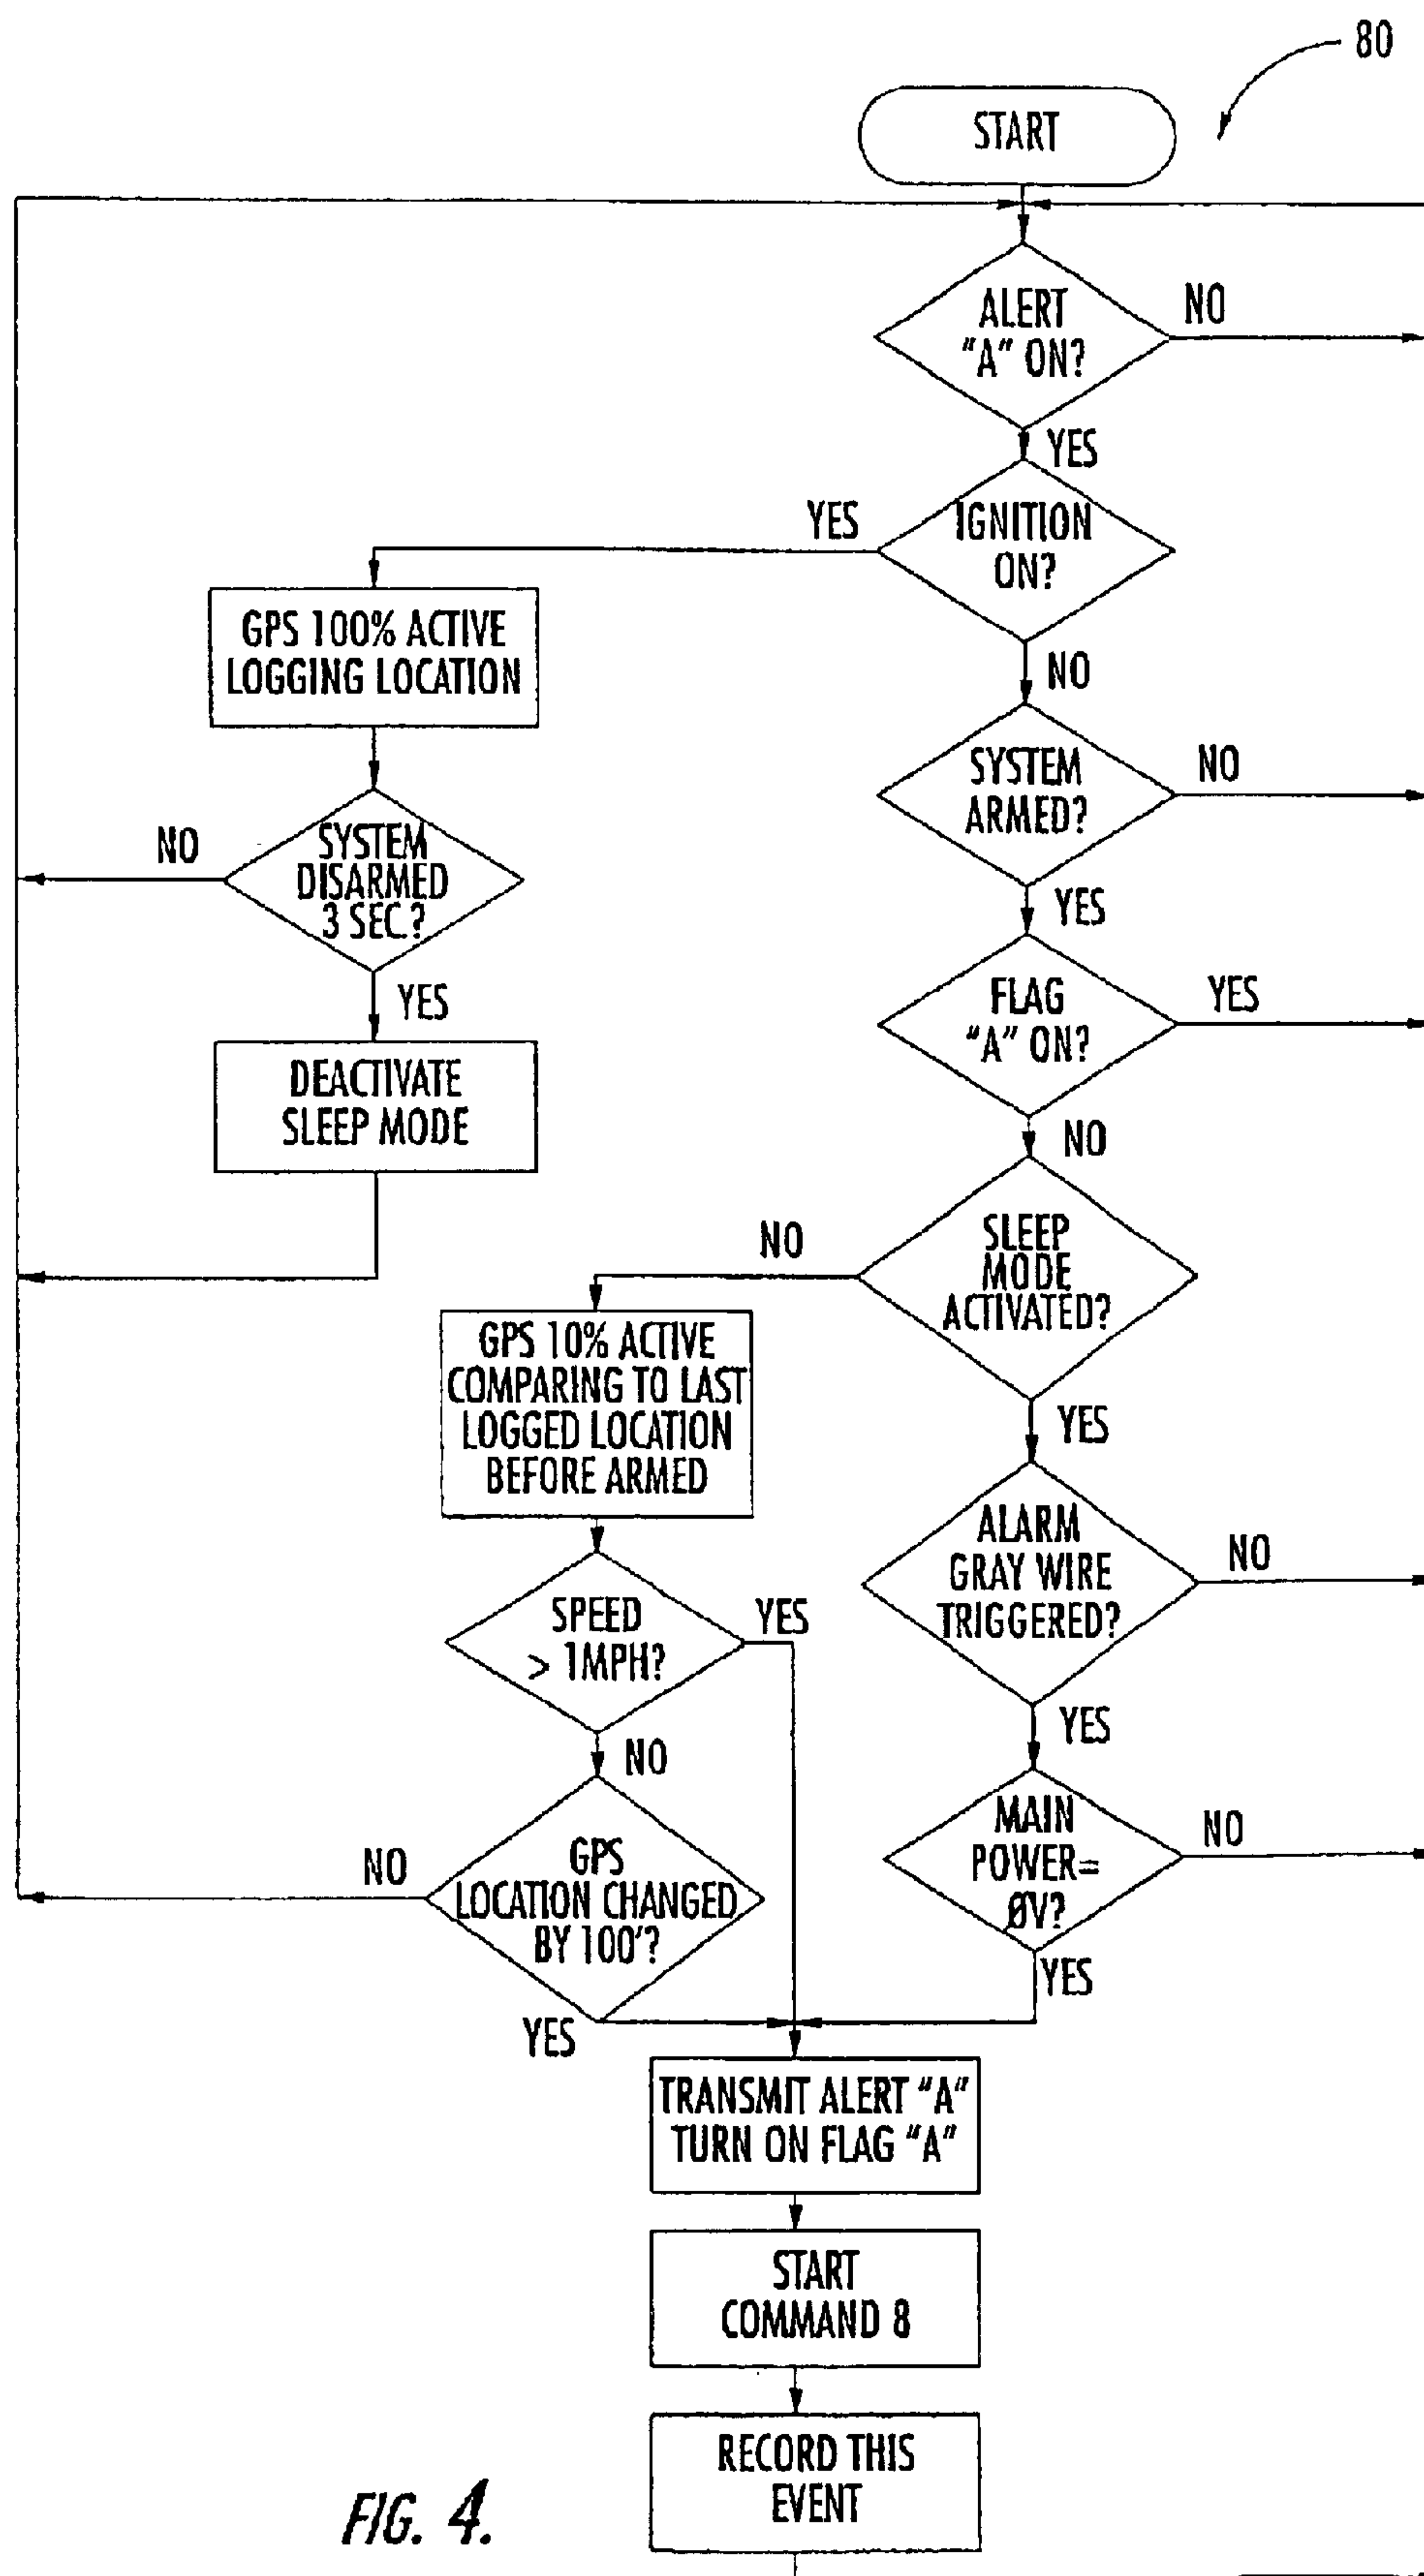 80
START
ALERT
"A" ON?
NO
YES
IGNITION
ON?
YES
NO
GPS 100% ACTIVE
LOGGING LOCATION
SYSTEM
DISARMED
3 SEC.?
NO
YES
DEACTIVATE
SLEEP MODE
SYSTEM
ARMED?
NO
YES
FLAG
"A" ON?
YES
NO
SLEEP
MODE
ACTIVATED?
NO
YES
GPS 10% ACTIVE
COMPARING TO LAST
LOGGED LOCATION
BEFORE ARMED
SPEED
> 1MPH?
YES
NO
GPS
LOCATION CHANGED
BY 100'?
NO
YES
ALARM
GRAY WIRE
TRIGGERED?
NO
YES
MAIN
POWER=
ØV?
NO
YES
TRANSMIT ALERT "A"
TURN ON FLAG "A"
START
COMMAND 8
RECORD THIS
EVENT
FIG. 4.